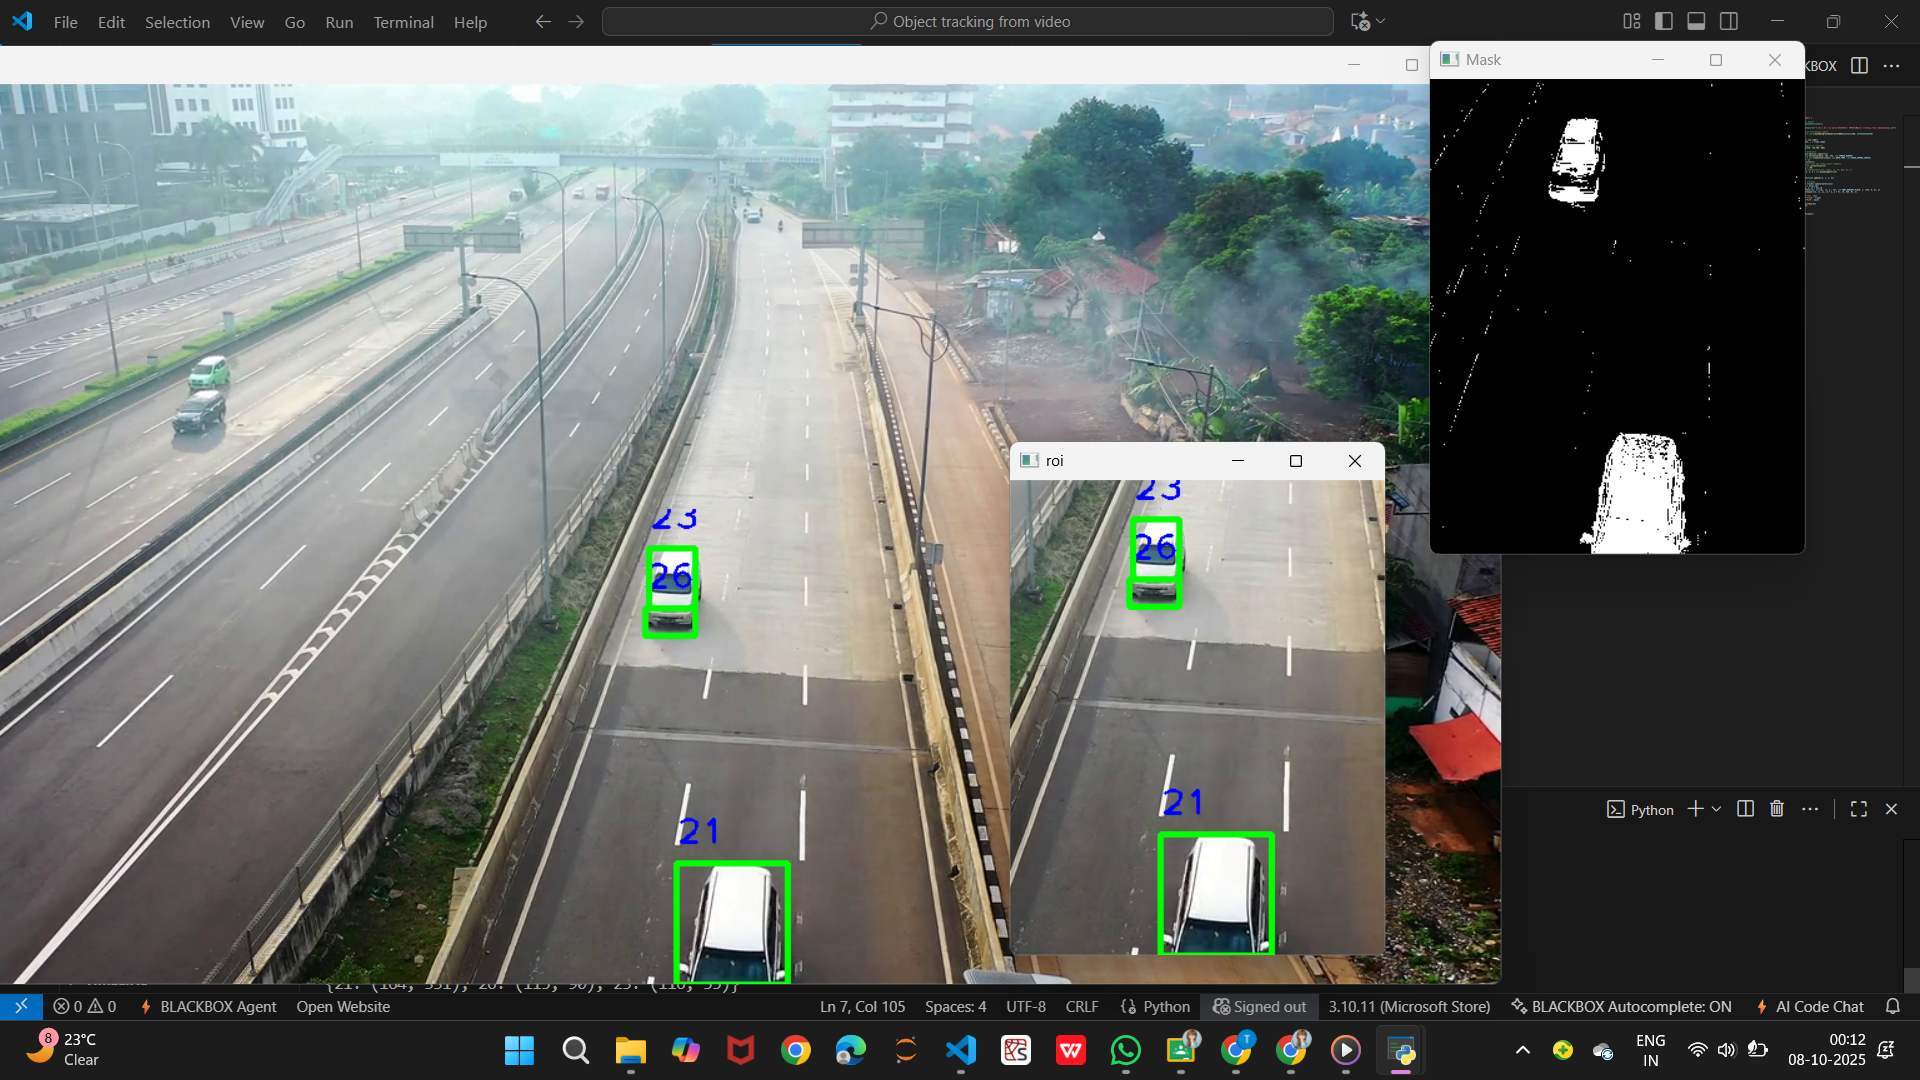 File Edit Selection View Go Run Terminal Help
Object tracking from video
Mask
KBOX
roi
23
26
21
23
26
21
Python
Ln 7, Col 105
Spaces: 4
UTF-8
CRLF
Python
Signed out
3.10.11 (Microsoft Store)
BLACKBOX Autocomplete: ON
AI Code Chat
0 0
BLACKBOX Agent
Open Website
8
23°C
Clear
ENG
IN
00:12
08-10-2025